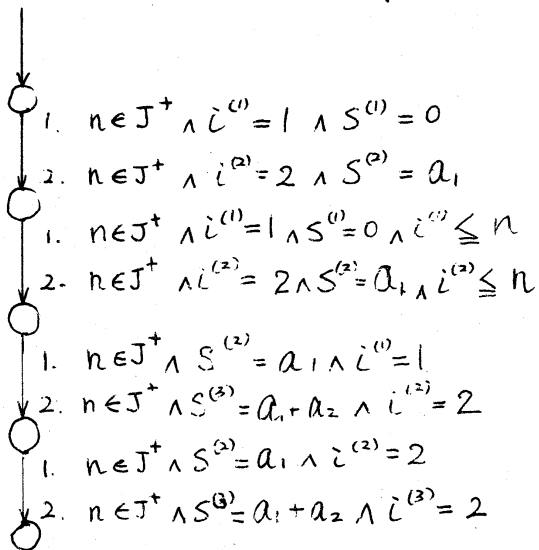 1. n ∈ J⁺ ∧ i⁽¹⁾ = 1 ∧ S⁽¹⁾ = 0
2. n ∈ J⁺ ∧ i⁽²⁾ = 2 ∧ S⁽²⁾ = a₁
1. n ∈ J⁺ ∧ i⁽¹⁾ = 1 ∧ S⁽¹⁾ = 0 ∧ i⁽¹⁾ ≦ n
2. n ∈ J⁺ ∧ i⁽²⁾ = 2 ∧ S⁽²⁾ = a₁ ∧ i⁽²⁾ ≦ n
1. n ∈ J⁺ ∧ S⁽²⁾ = a₁ ∧ i⁽¹⁾ = 1
2. n ∈ J⁺ ∧ S⁽³⁾ = a₁ + a₂ ∧ i⁽²⁾ = 2
1. n ∈ J⁺ ∧ S⁽²⁾ = a₁ ∧ i⁽²⁾ = 2
2. n ∈ J⁺ ∧ S⁽³⁾ = a₁ + a₂ ∧ i⁽³⁾ = 2